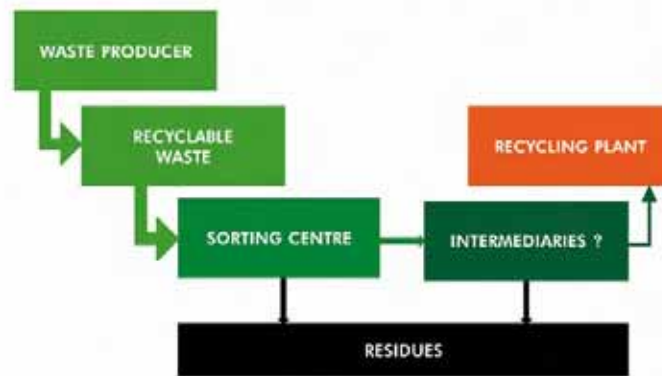 WASTE PRODUCER
RECYCLABLE
WASTE
RECYCLING PLANT
SORTING CENTRE
INTERMEDIARIES ?
RESIDUES